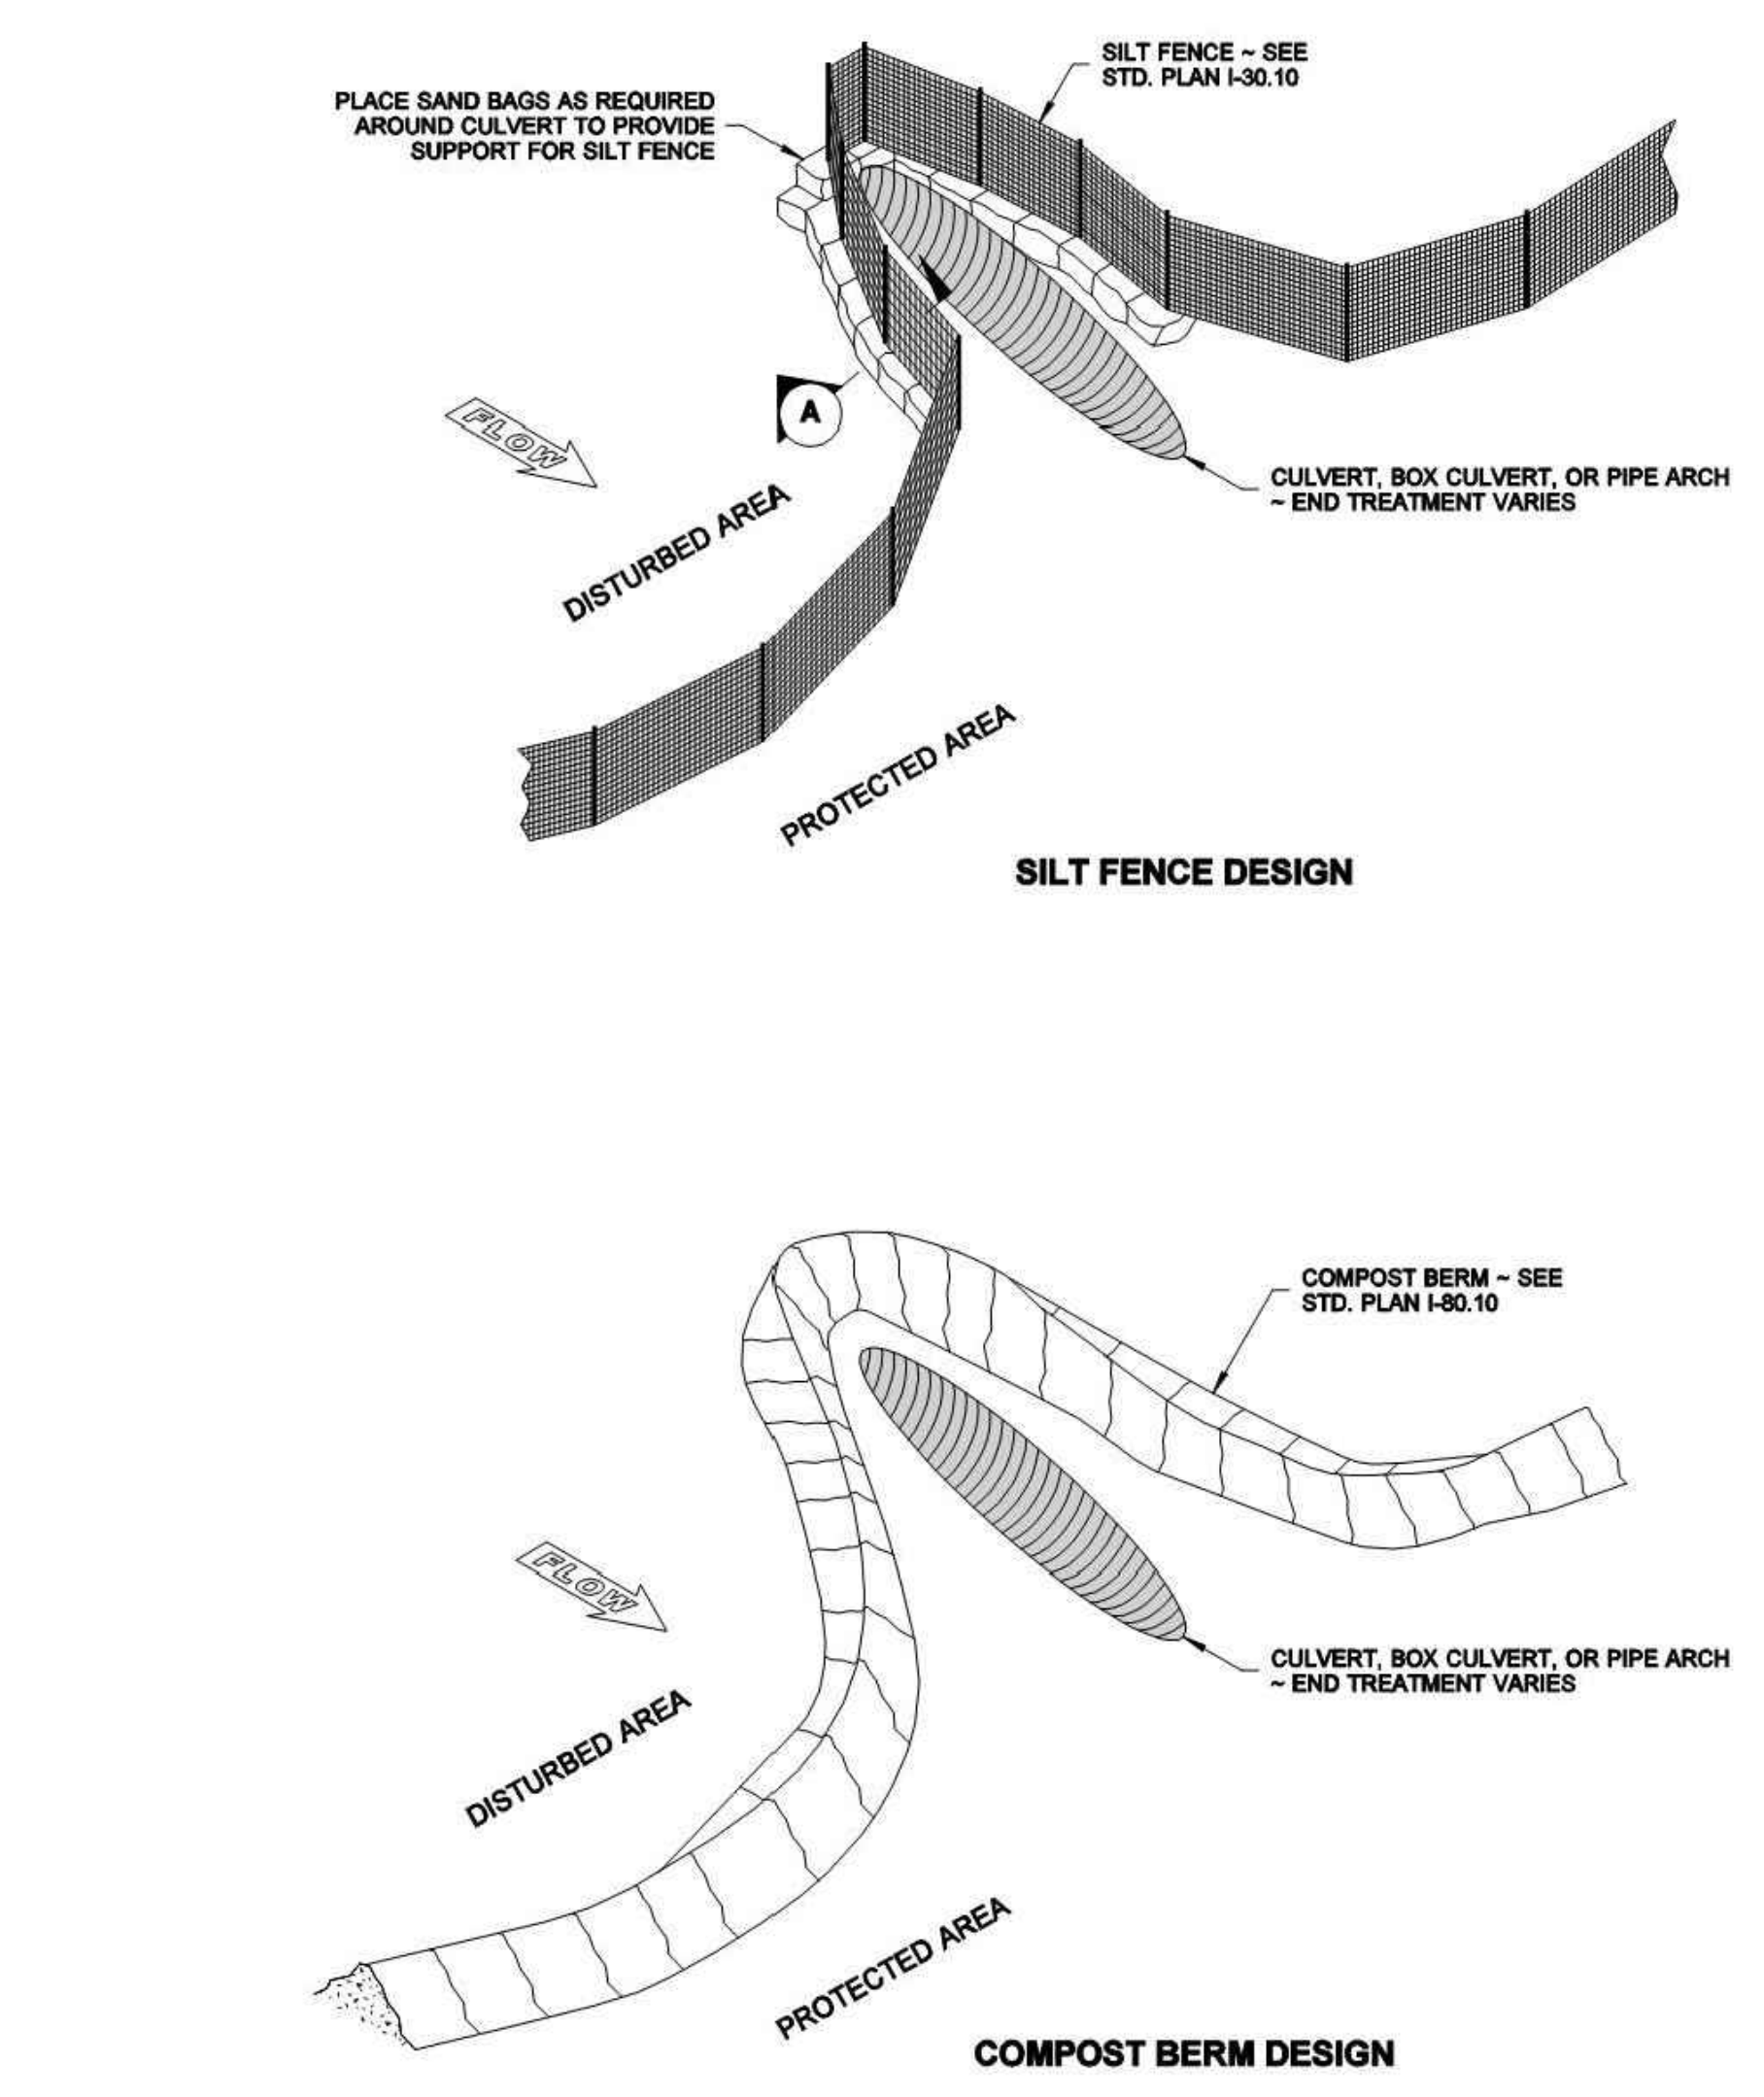 SILT FENCE ~ SEE
STD. PLAN I-30.10
PLACE SAND BAGS AS REQUIRED
AROUND CULVERT TO PROVIDE
SUPPORT FOR SILT FENCE
A
FLOW
CULVERT, BOX CULVERT, OR PIPE ARCH
~ END TREATMENT VARIES
DISTURBED AREA
PROTECTED AREA
SILT FENCE DESIGN
COMPOST BERM ~ SEE
STD. PLAN I-80.10
FLOW
CULVERT, BOX CULVERT, OR PIPE ARCH
~ END TREATMENT VARIES
DISTURBED AREA
PROTECTED AREA
COMPOST BERM DESIGN